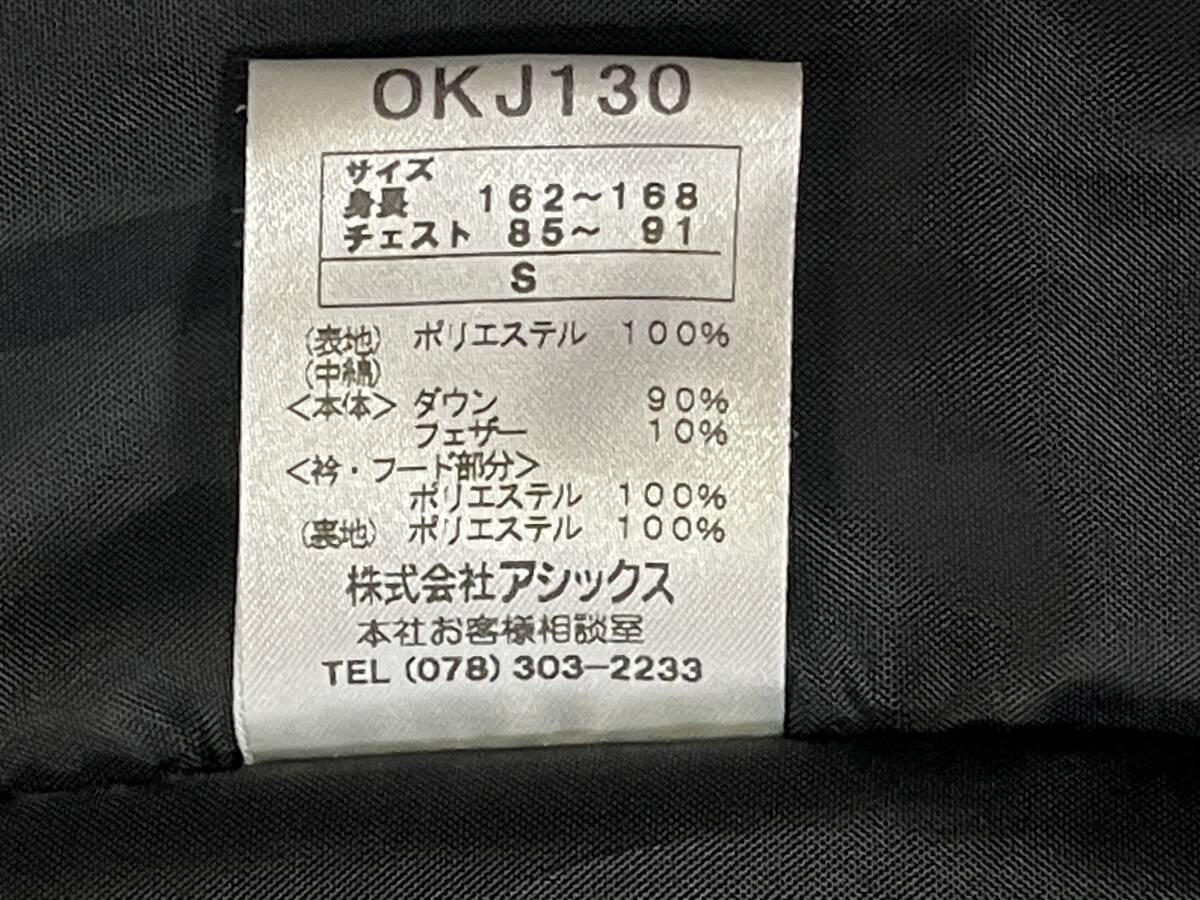 OKJ130
サイズ
身長 162～168
チェスト 85～ 91
S
(表地) ポリエステル 100%
(中綿)
<本体> ダウン 90%
フェザー 10%
<衿・フード部分>
ポリエステル 100%
(裏地) ポリエステル 100%
株式会社アシックス
本社お客様相談室
TEL (078) 303-2233